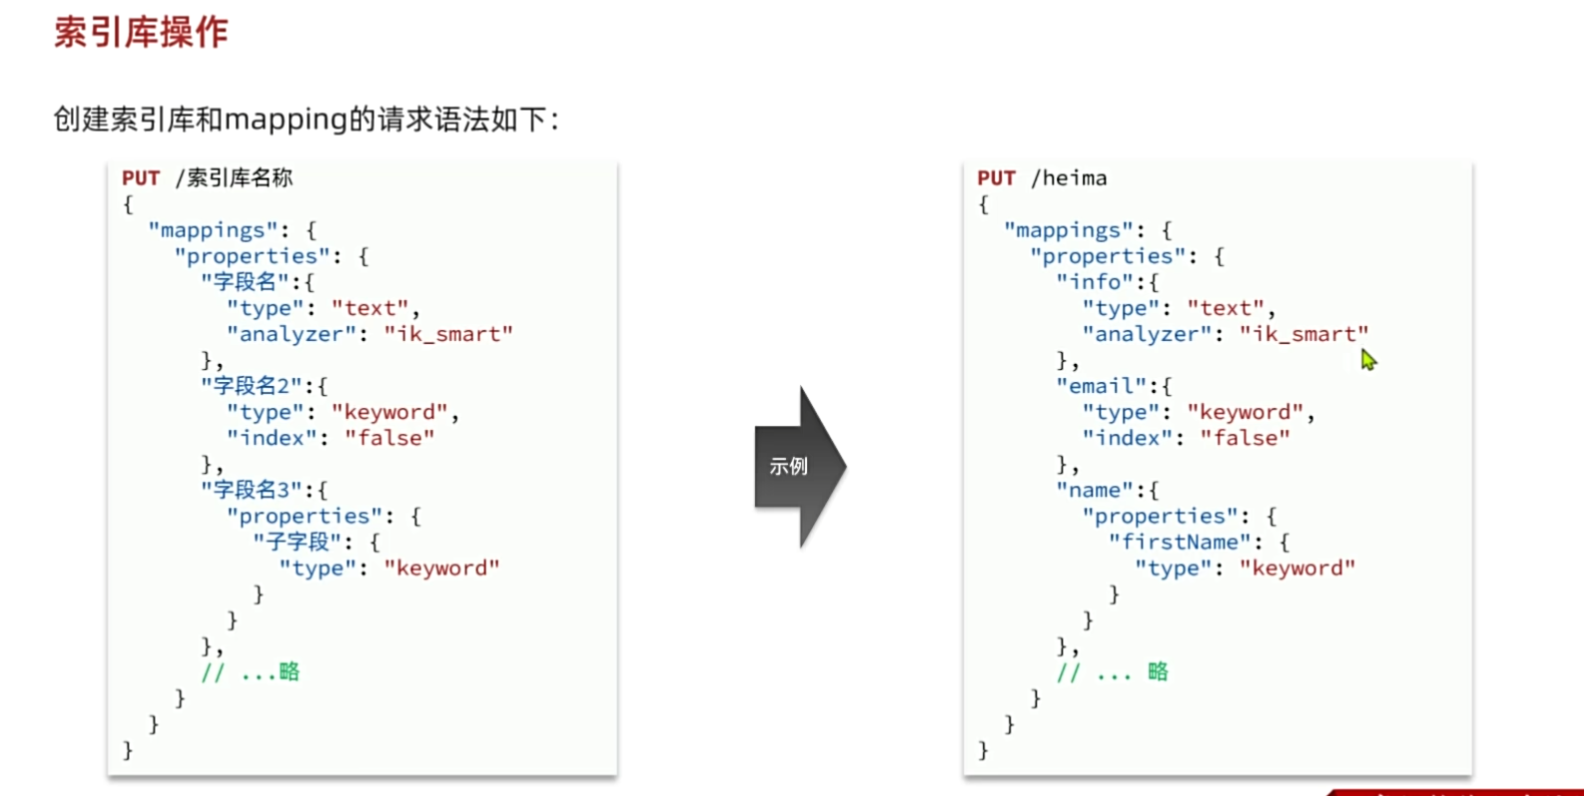 索引库操作
创建索引库和mapping的请求语法如下：
PUT /索引库名称
{
  "mappings": {
    "properties": {
      "字段名":{
        "type": "text",
        "analyzer": "ik_smart"
      },
      "字段名2":{
        "type": "keyword",
        "index": "false"
      },
      "字段名3":{
        "properties": {
          "子字段": {
            "type": "keyword"
          }
        }
      },
      // ...略
    }
  }
}
示例
PUT /heima
{
  "mappings": {
    "properties": {
      "info":{
        "type": "text",
        "analyzer": "ik_smart"
      },
      "email":{
        "type": "keyword",
        "index": "false"
      },
      "name":{
        "properties": {
          "firstName": {
            "type": "keyword"
          }
        }
      },
      // ... 略
    }
  }
}